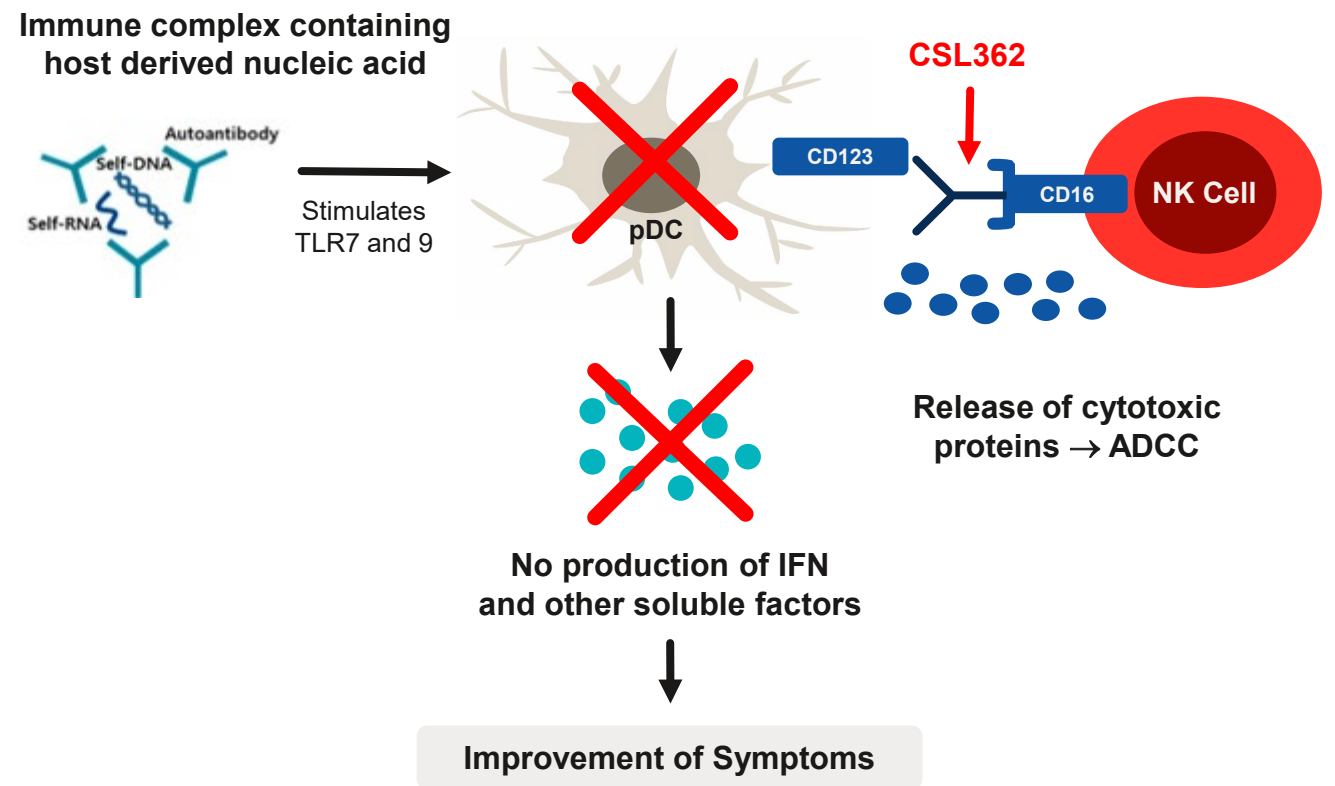 Immune complex containing
host derived nucleic acid
Autoantibody
Self-DNA
Self-RNA
Stimulates
TLR7 and 9
pDC
CSL362
CD123
CD16
NK Cell
Release of cytotoxic
proteins → ADCC
No production of IFN
and other soluble factors
Improvement of Symptoms